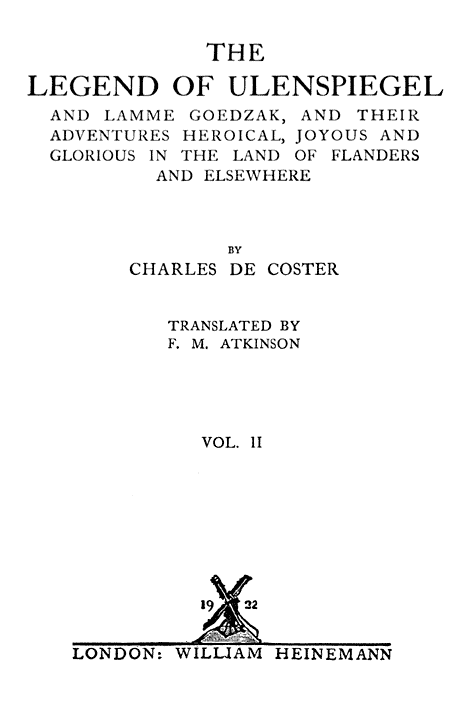 THE
LEGEND OF ULENSPIEGEL
AND LAMME GOEDZAK, AND THEIR
ADVENTURES HEROICAL, JOYOUS AND
GLORIOUS IN THE LAND OF FLANDERS
AND ELSEWHERE
BY
CHARLES DE COSTER
TRANSLATED BY
F. M. ATKINSON
VOL. II
19 22
LONDON: WILLIAM HEINEMANN